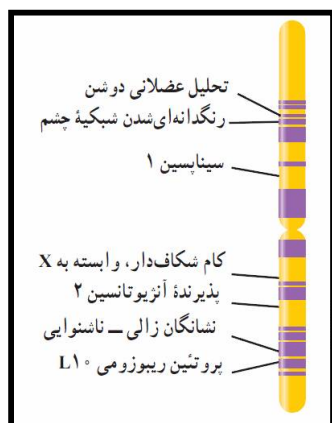 تحلیل عضلانی دوشن
رنگدانه‌ای‌شدن شبکیهٔ چشم
سیناپسین ۱
کام شکاف‌دار، وابسته به X
پذیرندهٔ آنژیوتانسین ۲
نشانگان زالی ــ ناشنوایی
پروتئین ریبوزومی L۱۰